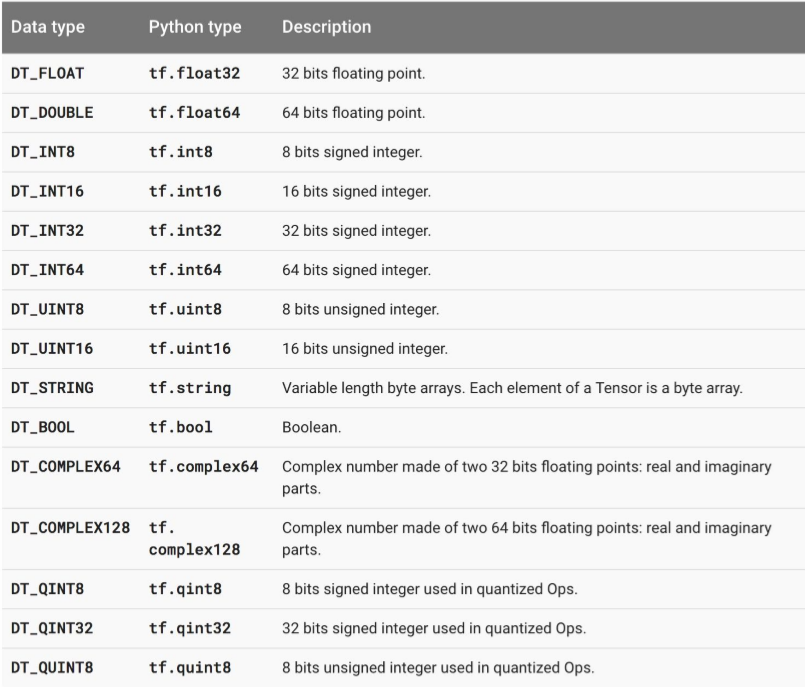 Data type Python type Description
DT_FLOAT tf.float32 32 bits floating point.
DT_DOUBLE tf.float64 64 bits floating point.
DT_INT8 tf.int8 8 bits signed integer.
DT_INT16 tf.int16 16 bits signed integer.
DT_INT32 tf.int32 32 bits signed integer.
DT_INT64 tf.int64 64 bits signed integer.
DT_UINT8 tf.uint8 8 bits unsigned integer.
DT_UINT16 tf.uint16 16 bits unsigned integer.
DT_STRING tf.string Variable length byte arrays. Each element of a Tensor is a byte array.
DT_BOOL tf.bool Boolean.
DT_COMPLEX64 tf.complex64 Complex number made of two 32 bits floating points: real and imaginary
parts.
DT_COMPLEX128 tf. Complex number made of two 64 bits floating points: real and imaginary
complex128 parts.
DT_QINT8 tf.qint8 8 bits signed integer used in quantized Ops.
DT_QINT32 tf.qint32 32 bits signed integer used in quantized Ops.
DT_QUINT8 tf.quint8 8 bits unsigned integer used in quantized Ops.